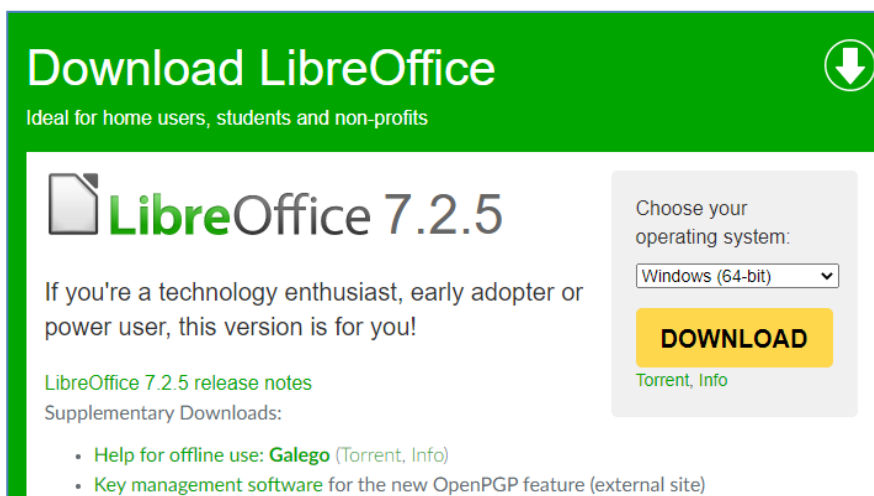 Download LibreOffice
Ideal for home users, students and non-profits
LibreOffice 7.2.5
If you're a technology enthusiast, early adopter or
power user, this version is for you!
LibreOffice 7.2.5 release notes
Supplementary Downloads:
• Help for offline use: Galego (Torrent, Info)
• Key management software for the new OpenPGP feature (external site)
Choose your
operating system:
Windows (64-bit)
DOWNLOAD
Torrent, Info